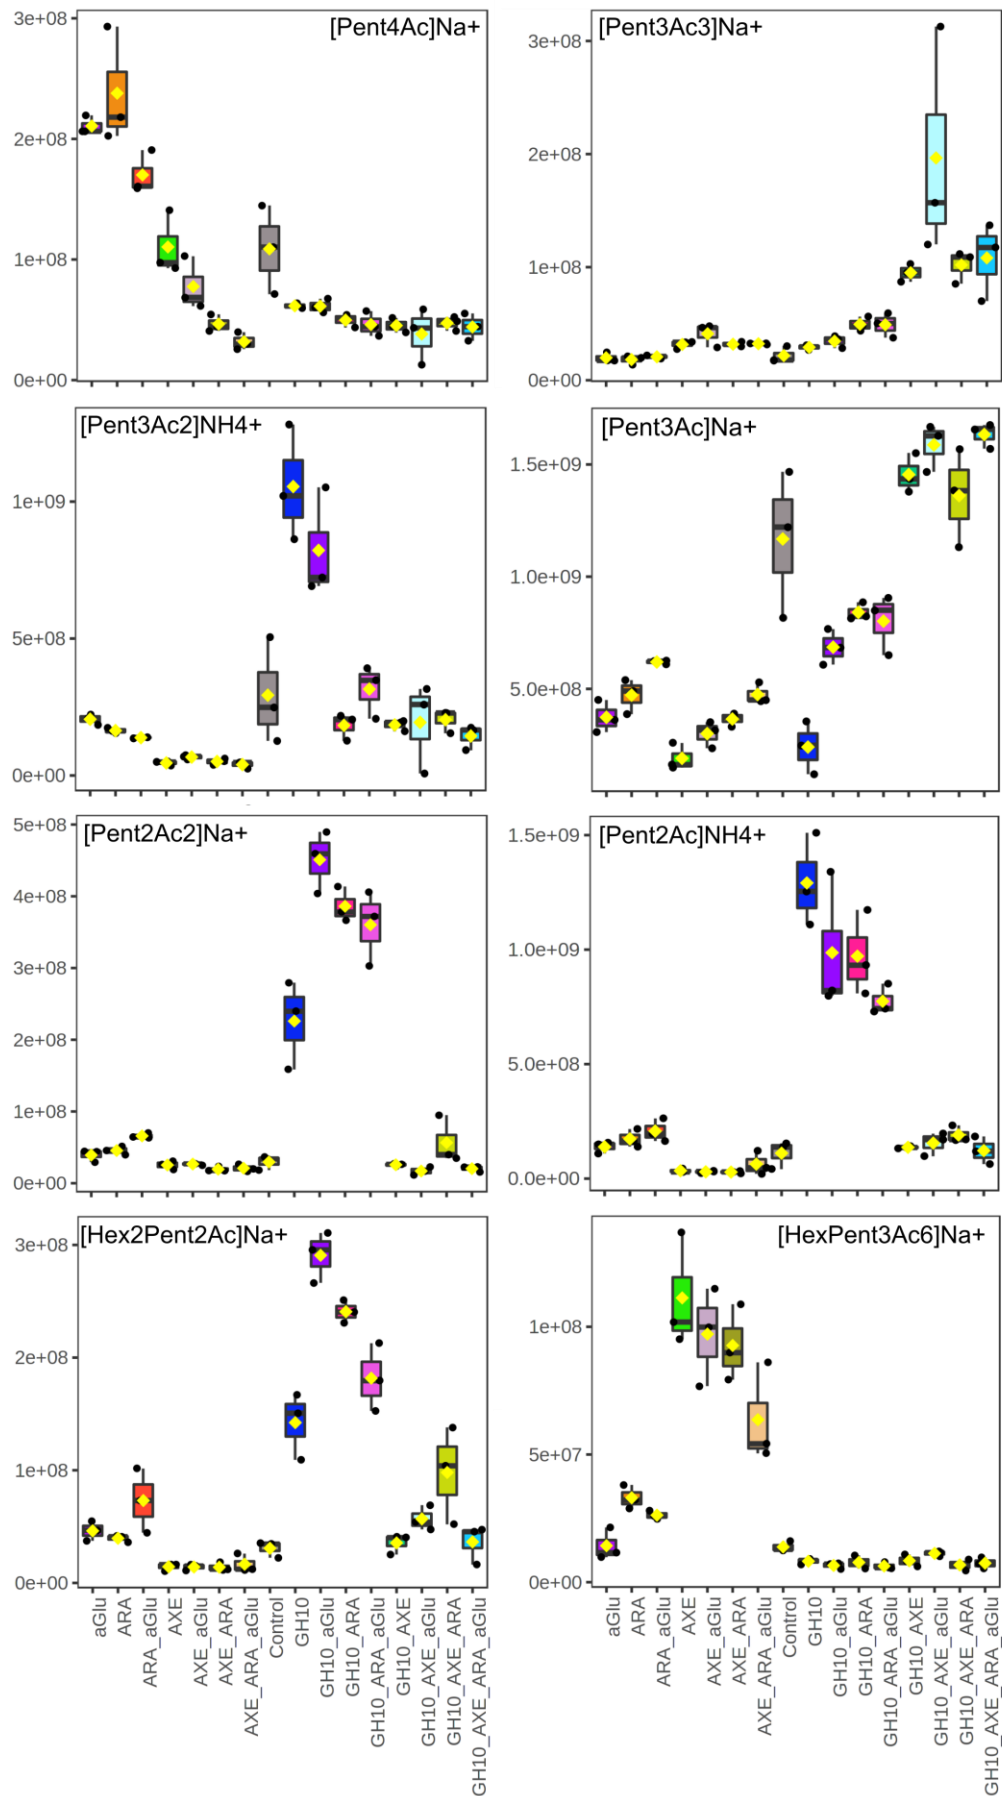 [Pent4Ac]Na+
3e+08
2e+08
1e+08
0e+00
[Pent3Ac3]Na+
3e+08
2e+08
1e+08
0e+00
[Pent3Ac2]NH4+
1e+09
5e+08
0e+00
[Pent3Ac]Na+
1.5e+09
1.0e+09
5.0e+08
[Pent2Ac2]Na+
5e+08
4e+08
3e+08
2e+08
1e+08
0e+00
[Pent2Ac]NH4+
1.5e+09
1.0e+09
5.0e+08
0.0e+00
[Hex2Pent2Ac]Na+
3e+08
2e+08
1e+08
0e+00
[HexPent3Ac6]Na+
1e+08
5e+07
0e+00
aGlu
ARA
ARA_aGlu
AXE
AXE_aGlu
AXE_ARA
AXE_ARA_aGlu
Control
GH10
GH10_aGlu
GH10_ARA
GH10_ARA_aGlu
GH10_AXE
GH10_AXE_aGlu
GH10_AXE_ARA
GH10_AXE_ARA_aGlu
aGlu
ARA
ARA_aGlu
AXE
AXE_aGlu
AXE_ARA
AXE_ARA_aGlu
Control
GH10
GH10_aGlu
GH10_ARA
GH10_ARA_aGlu
GH10_AXE
GH10_AXE_aGlu
GH10_AXE_ARA
GH10_AXE_ARA_aGlu